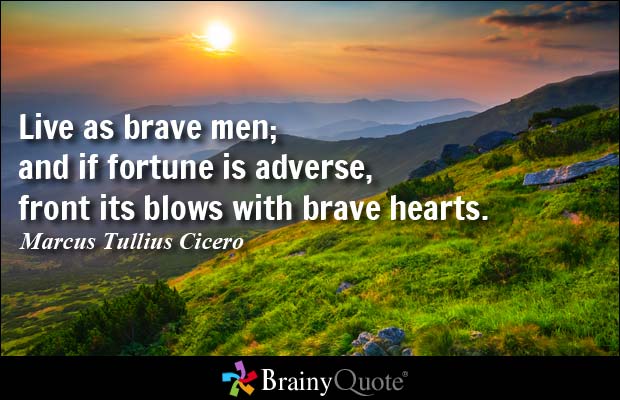 Live as brave men;
and if fortune is adverse,
front its blows with brave hearts.
Marcus Tullius Cicero
BrainyQuote®